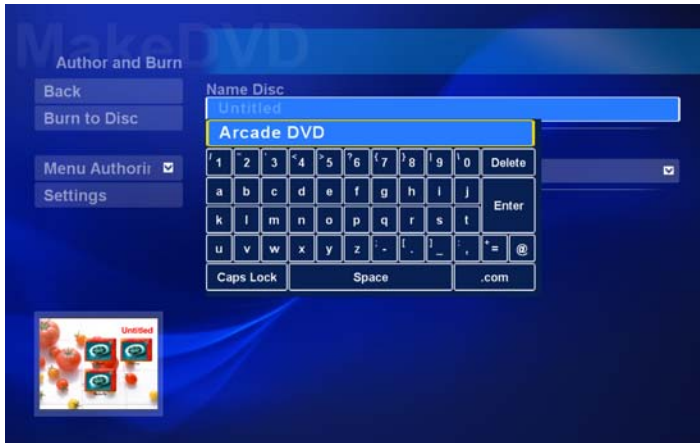 MakeDVD
Author and Burn
Back
Burn to Disc
Menu Authorin
Settings
Name Disc
Untitled
Arcade DVD
1 2 3 <4 >5 ?6 {7 }8 |9 \0 Delete
a b c d e f g h i j
Enter
k l m n o p q r s t
u v w x y z ;- [. ]_ :, += @
Caps Lock Space .com
Untitled